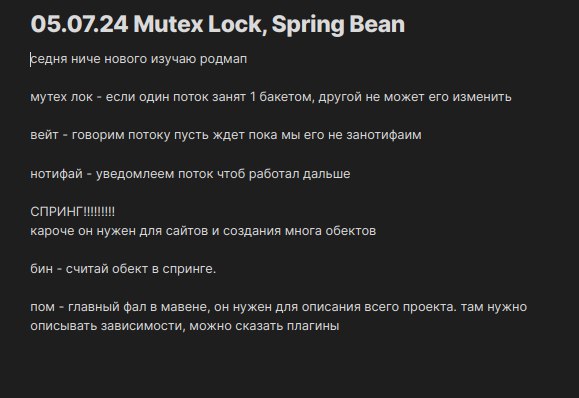 05.07.24 Mutex Lock, Spring Bean
седня ниче нового изучаю родмап
мутех лок - если один поток занят 1 бакетом, другой не может его изменить
вейт - говорим потоку пусть ждет пока мы его не занотифаим
нотифай - уведомлеем поток чтоб работал дальше
СПРИНГ!!!!!!!!!
кароче он нужен для сайтов и создания многа обектов
бин - считай обект в спринге.
пом - главный фал в мавене, он нужен для описания всего проекта. там нужно
описывать зависимости, можно сказать плагины